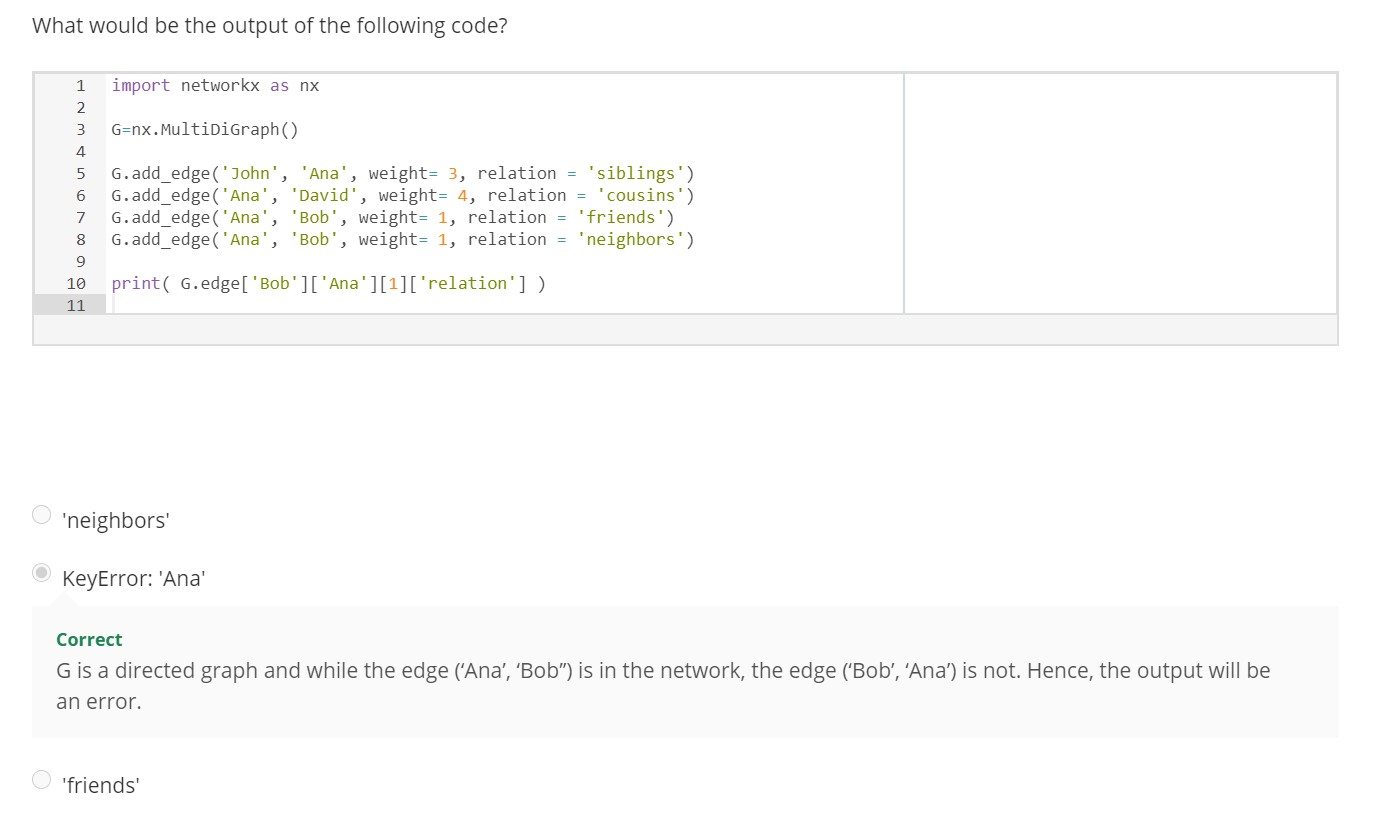 What would be the output of the following code?
1 import networkx as nx
2
3 G=nx.MultiDiGraph()
4
5 G.add_edge('John', 'Ana', weight= 3, relation = 'siblings')
6 G.add_edge('Ana', 'David', weight= 4, relation = 'cousins')
7 G.add_edge('Ana', 'Bob', weight= 1, relation = 'friends')
8 G.add_edge('Ana', 'Bob', weight= 1, relation = 'neighbors')
9
10 print( G.edge['Bob']['Ana'][1]['relation'] )
11
'neighbors'
KeyError: 'Ana'
Correct
G is a directed graph and while the edge (‘Ana’, ‘Bob”) is in the network, the edge (‘Bob’, ‘Ana’) is not. Hence, the output will be
an error.
'friends'